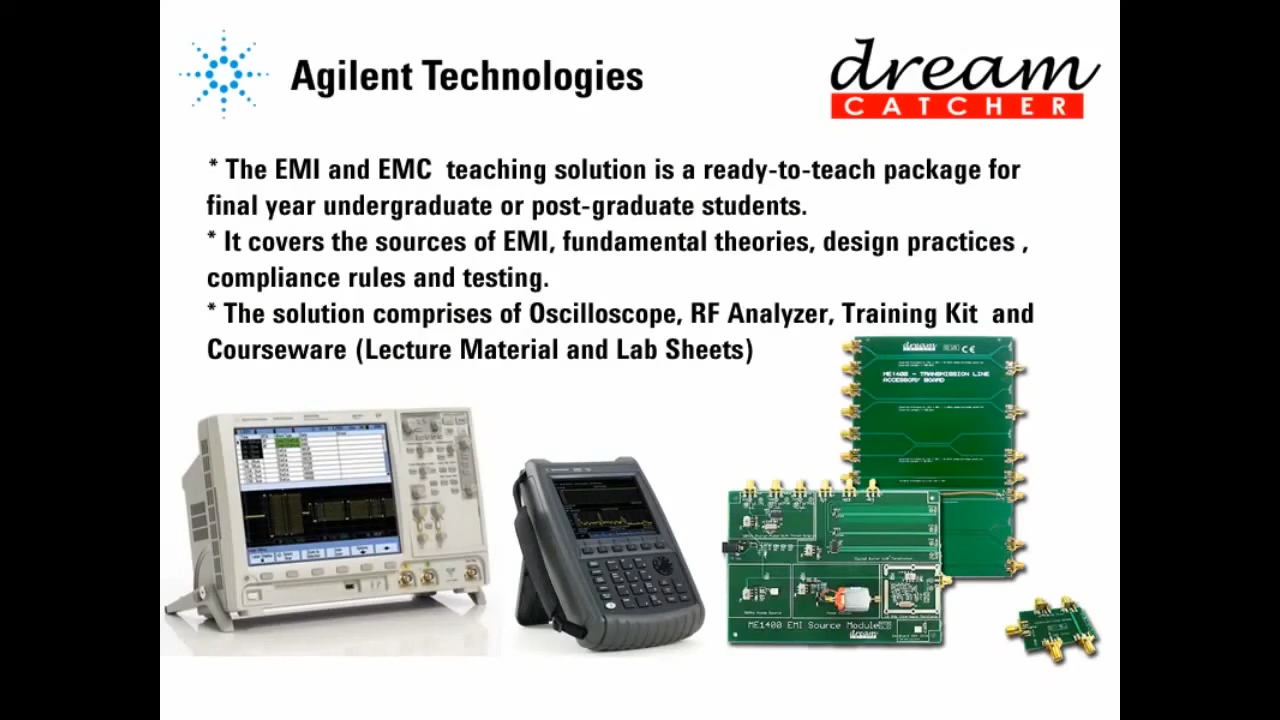 Agilent Technologies
dream
CATCHER
* The EMI and EMC  teaching solution is a ready-to-teach package for
final year undergraduate or post-graduate students.
* It covers the sources of EMI, fundamental theories, design practices ,
compliance rules and testing.
* The solution comprises of Oscilloscope, RF Analyzer, Training Kit  and
Courseware (Lecture Material and Lab Sheets)
dream
CE
ME1400 - TRANSMISSION LINE
ACCESSORY BOARD
ME1400 EMI Source Module
dream